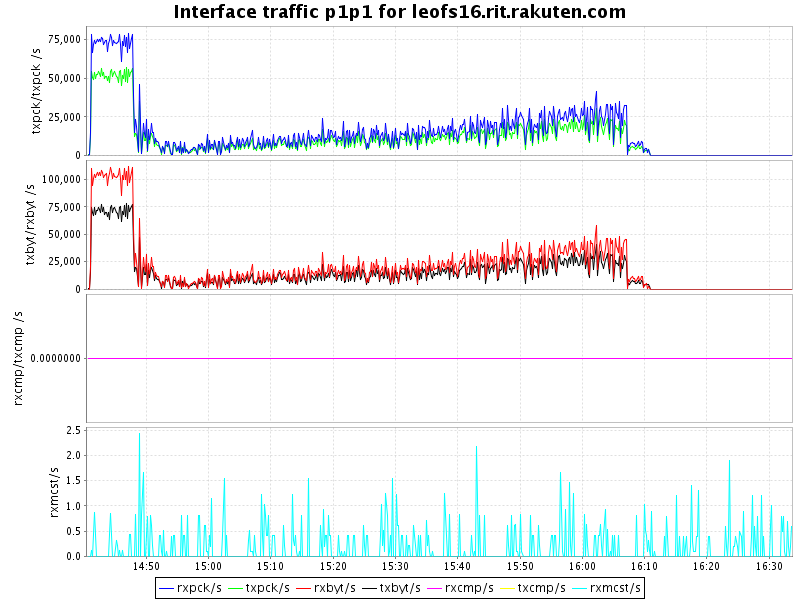 Interface traffic p1p1 for leofs16.rit.rakuten.com
txpck/txpck /s
75,000
50,000
25,000
0
txbyt/rxbyt /s
100,000
75,000
50,000
25,000
0
rxcmp/txcmp /s
0.0000000
rxmcst/s
2.5
2.0
1.5
1.0
0.5
0.0
14:50 15:00 15:10 15:20 15:30 15:40 15:50 16:00 16:10 16:20 16:30
rxpck/s txpck/s rxbyt/s txbyt/s rxcmp/s txcmp/s rxmcst/s